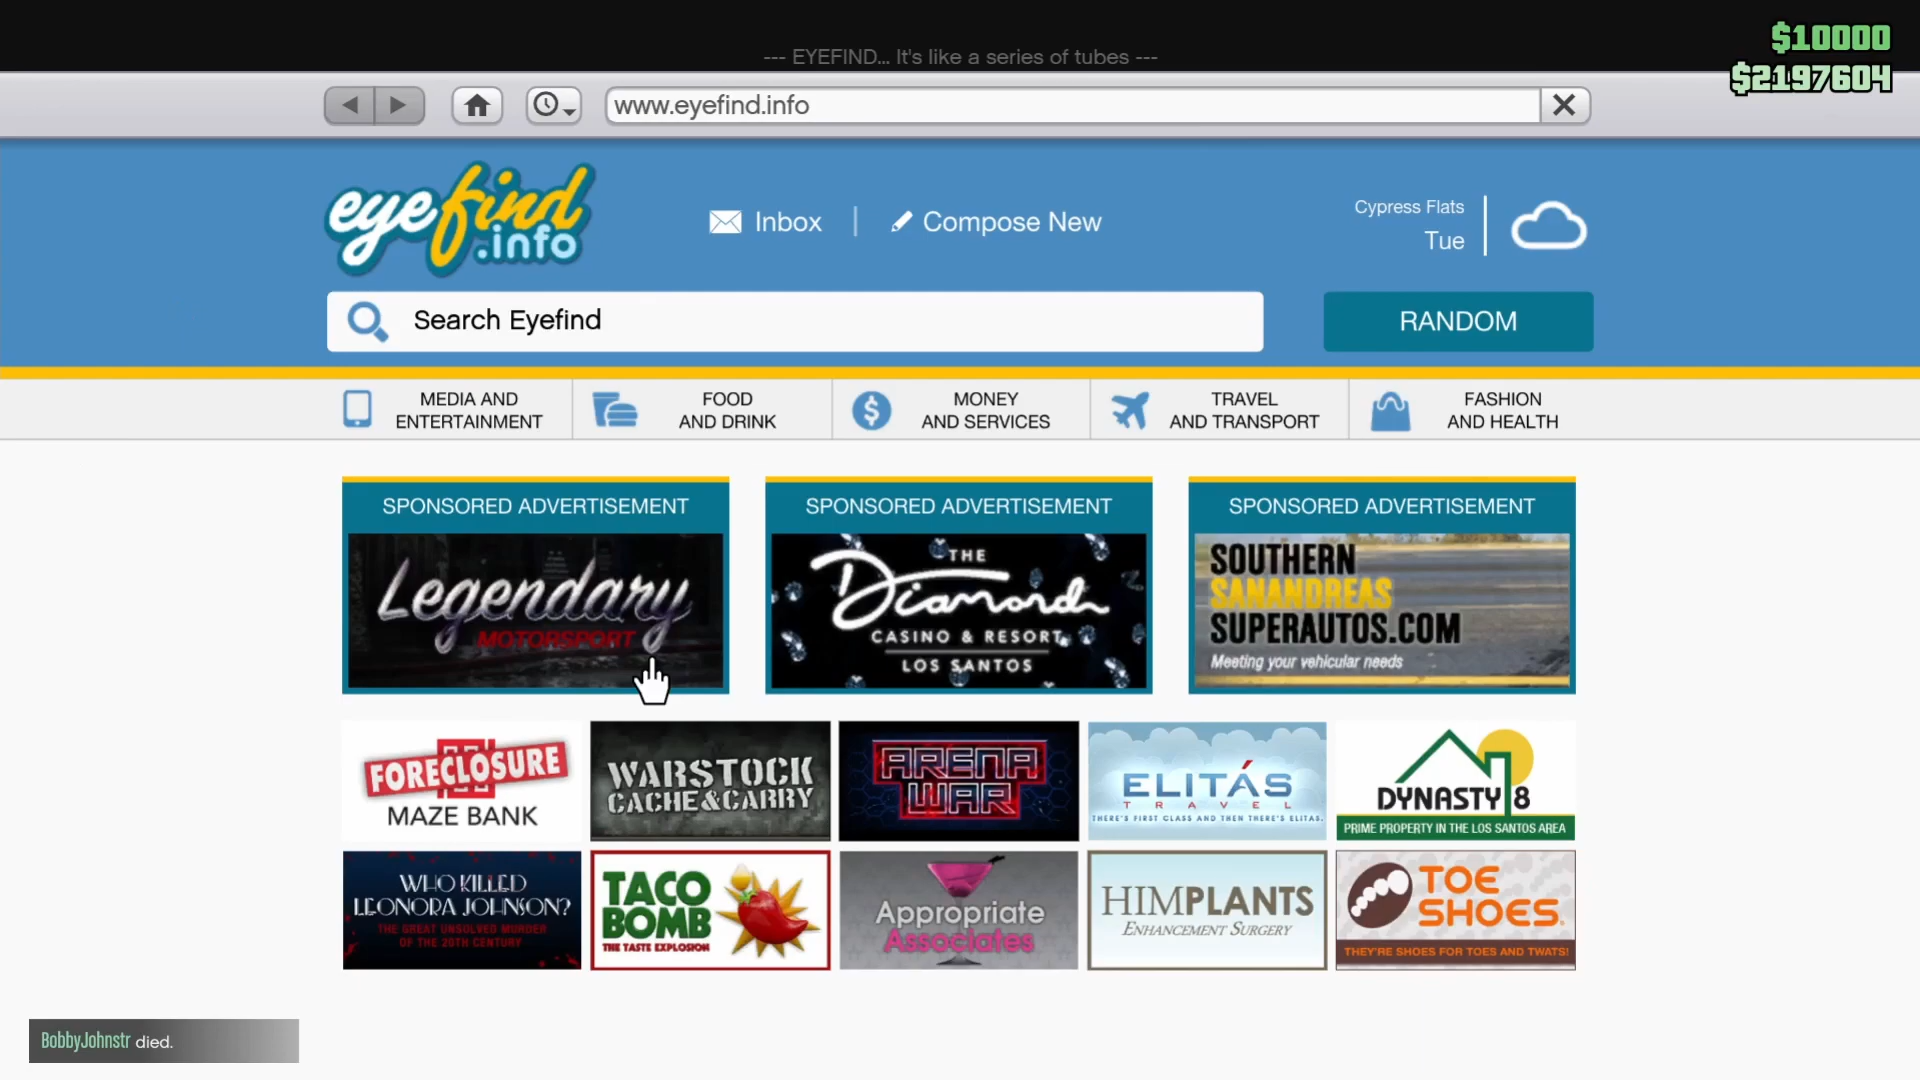 --- EYEFIND... It's like a series of tubes ---
$10000
$2197604
www.eyefind.info
eyefind
.info
Inbox
Compose New
Cypress Flats
Tue
Search Eyefind
RANDOM
MEDIA AND
ENTERTAINMENT
FOOD
AND DRINK
MONEY
AND SERVICES
TRAVEL
AND TRANSPORT
FASHION
AND HEALTH
SPONSORED ADVERTISEMENT
Legendary
MOTORSPORT
SPONSORED ADVERTISEMENT
THE
Diamond
CASINO & RESORT
LOS SANTOS
SPONSORED ADVERTISEMENT
SOUTHERN
SANANDREAS
SUPERAUTOS.COM
Meeting your vehicular needs
FORECLOSURE
MAZE BANK
WARSTOCK
CACHE&CARRY
ARENA
WAR
ELITÁS
TRAVEL
THERE'S FIRST CLASS AND THEN THERE'S ELITAS.
DYNASTY 8
PRIME PROPERTY IN THE LOS SANTOS AREA
WHO KILLED
LEONORA JOHNSON?
THE GREAT UNSOLVED MURDER
OF THE 20TH CENTURY
TACO
BOMB
THE TASTE EXPLOSION
Appropriate
Associates
HIMPLANTS
ENHANCEMENT SURGERY
TOE
SHOES
THEY'RE SHOES FOR TOES AND TWATS!
BobbyJohnstr died.